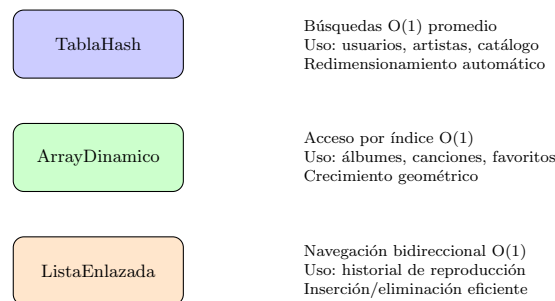 TablaHash
Búsquedas O(1) promedio
Uso: usuarios, artistas, catálogo
Redimensionamiento automático
ArrayDinamico
Acceso por índice O(1)
Uso: álbumes, canciones, favoritos
Crecimiento geométrico
ListaEnlazada
Navegación bidireccional O(1)
Uso: historial de reproducción
Inserción/eliminación eficiente